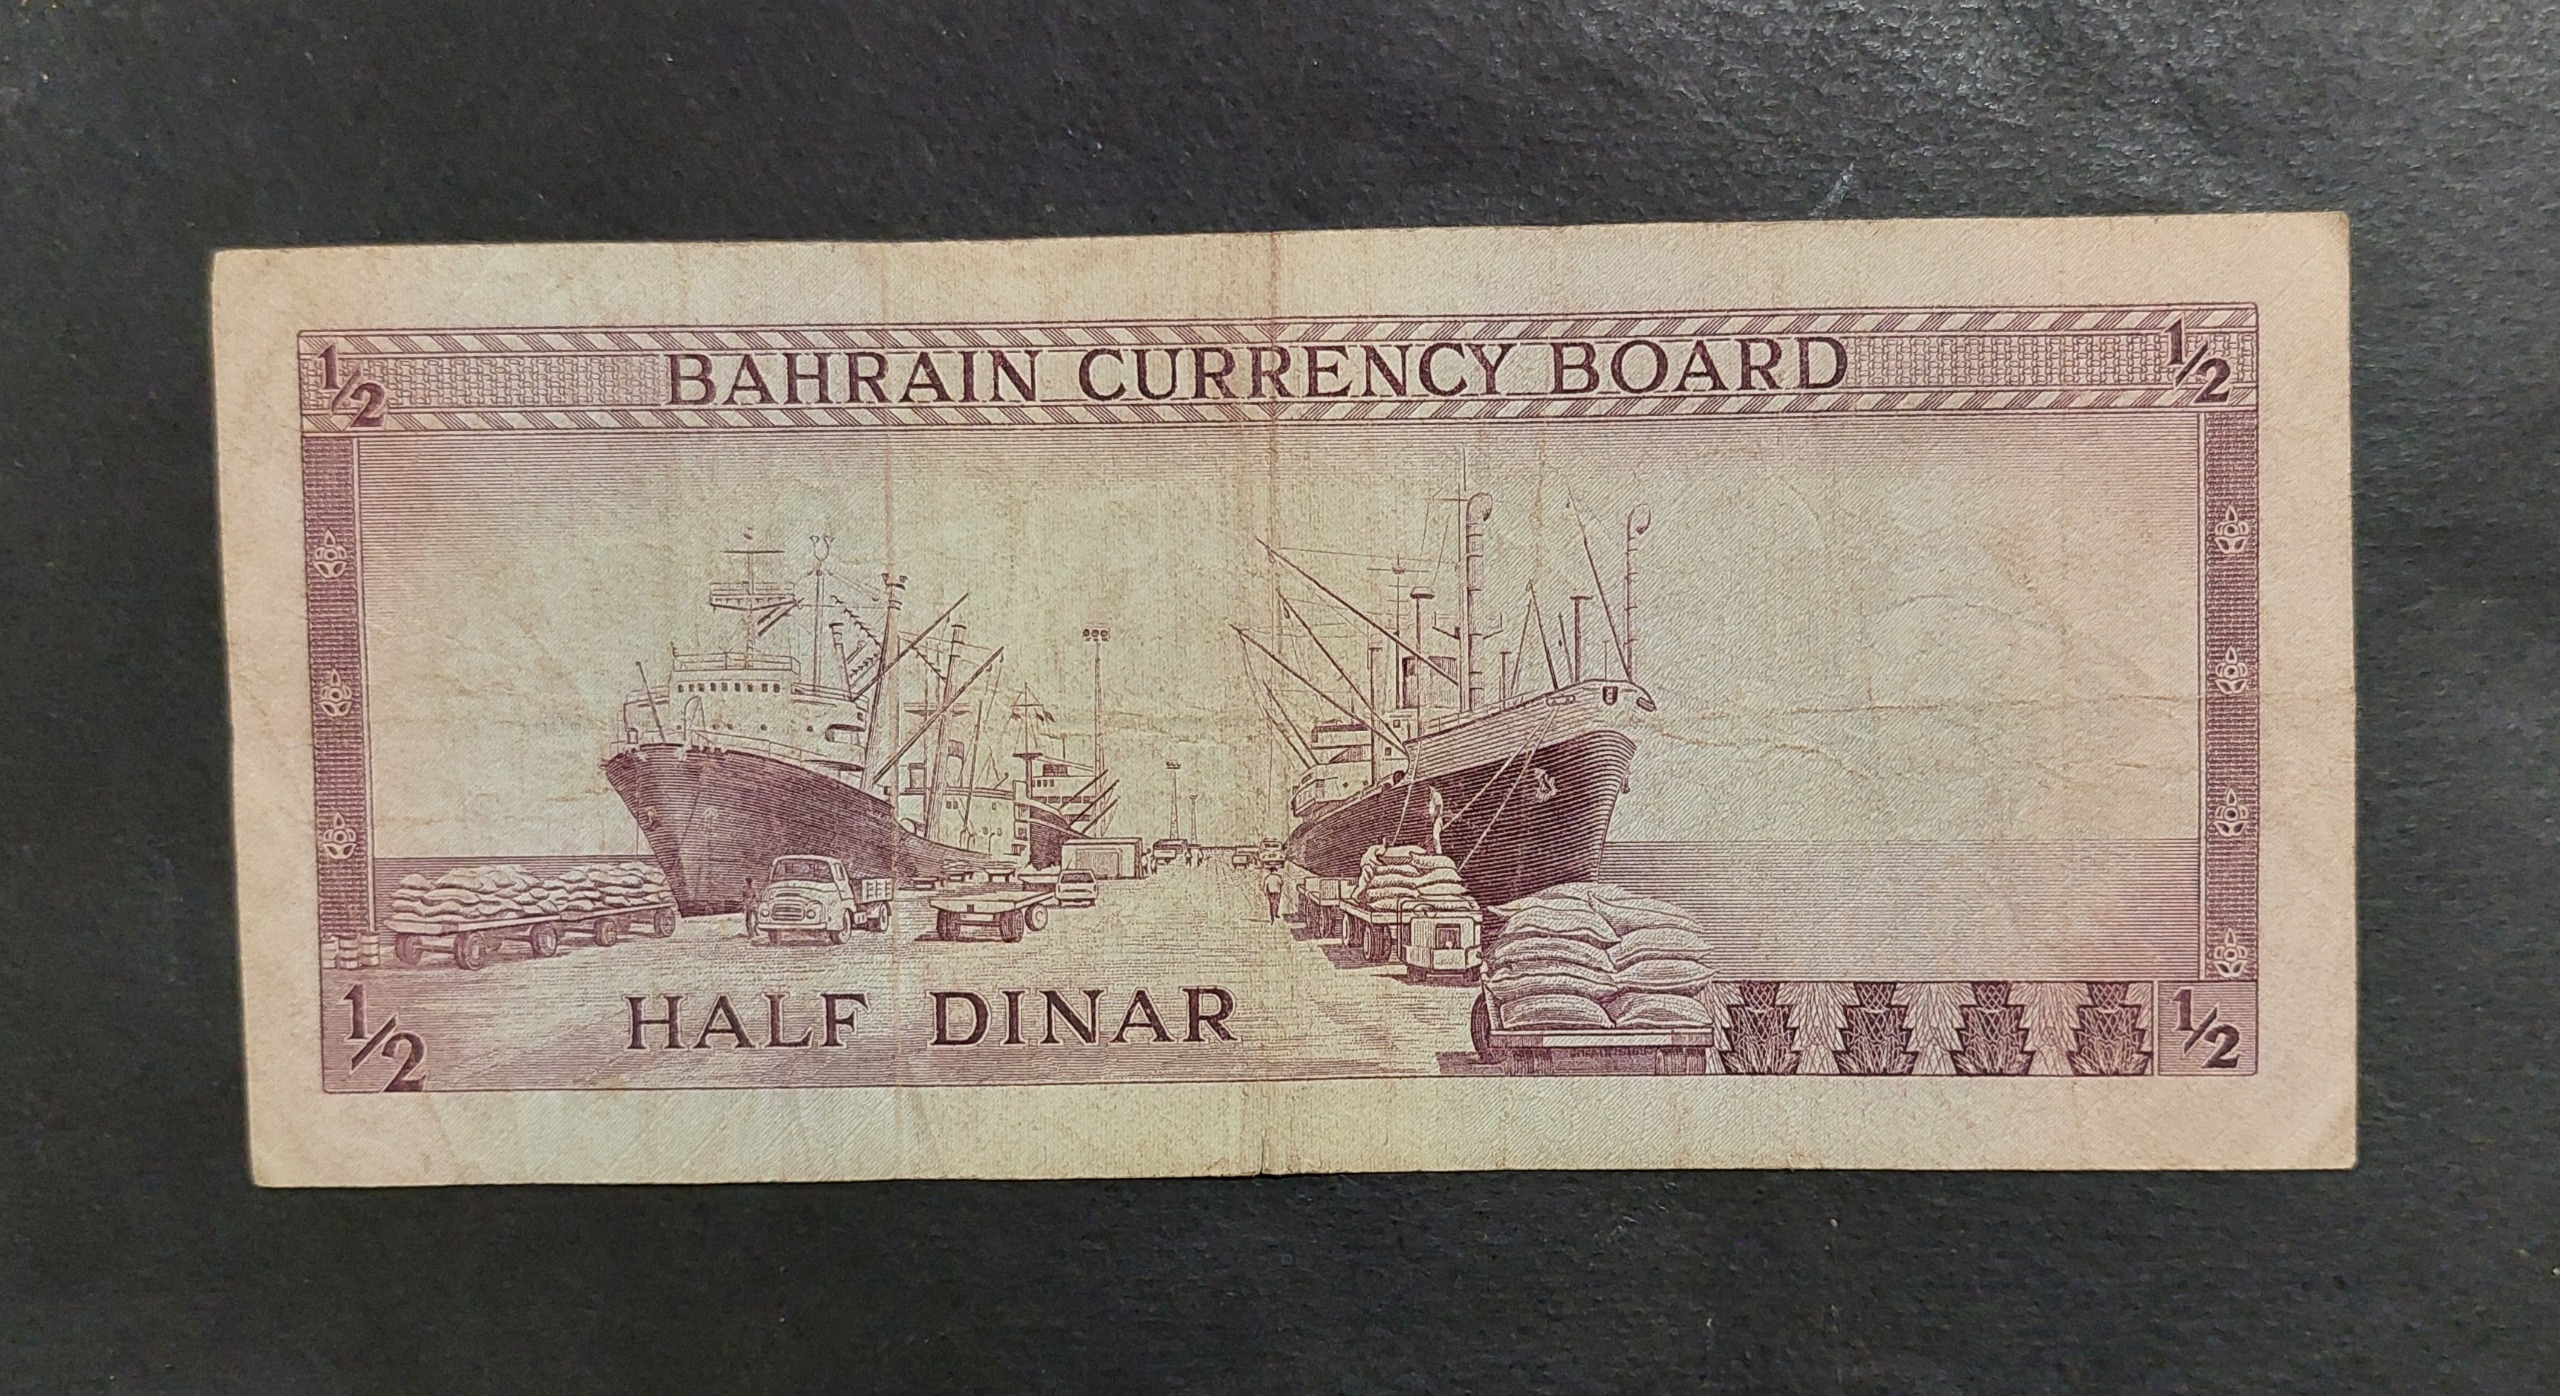 1/2 BAHRAIN CURRENCY BOARD 1/2
1/2 HALF DINAR 1/2